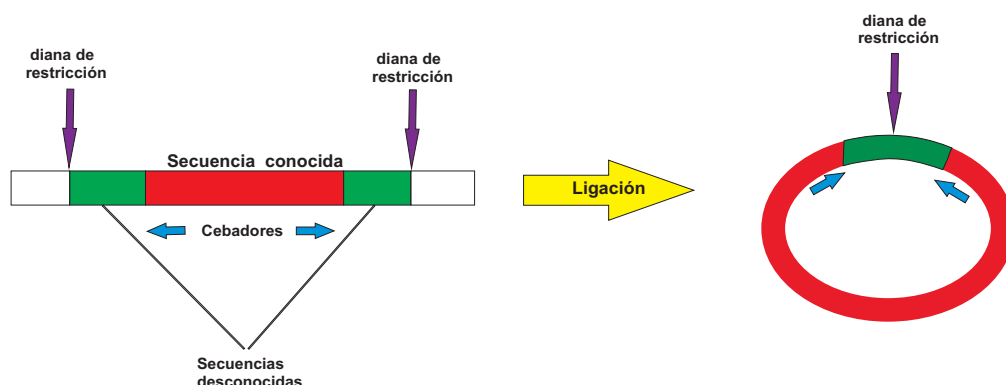 diana de
restricción
diana de
restricción
diana de
restricción
Secuencia conocida
Ligación
Cebadores
Secuencias
desconocidas